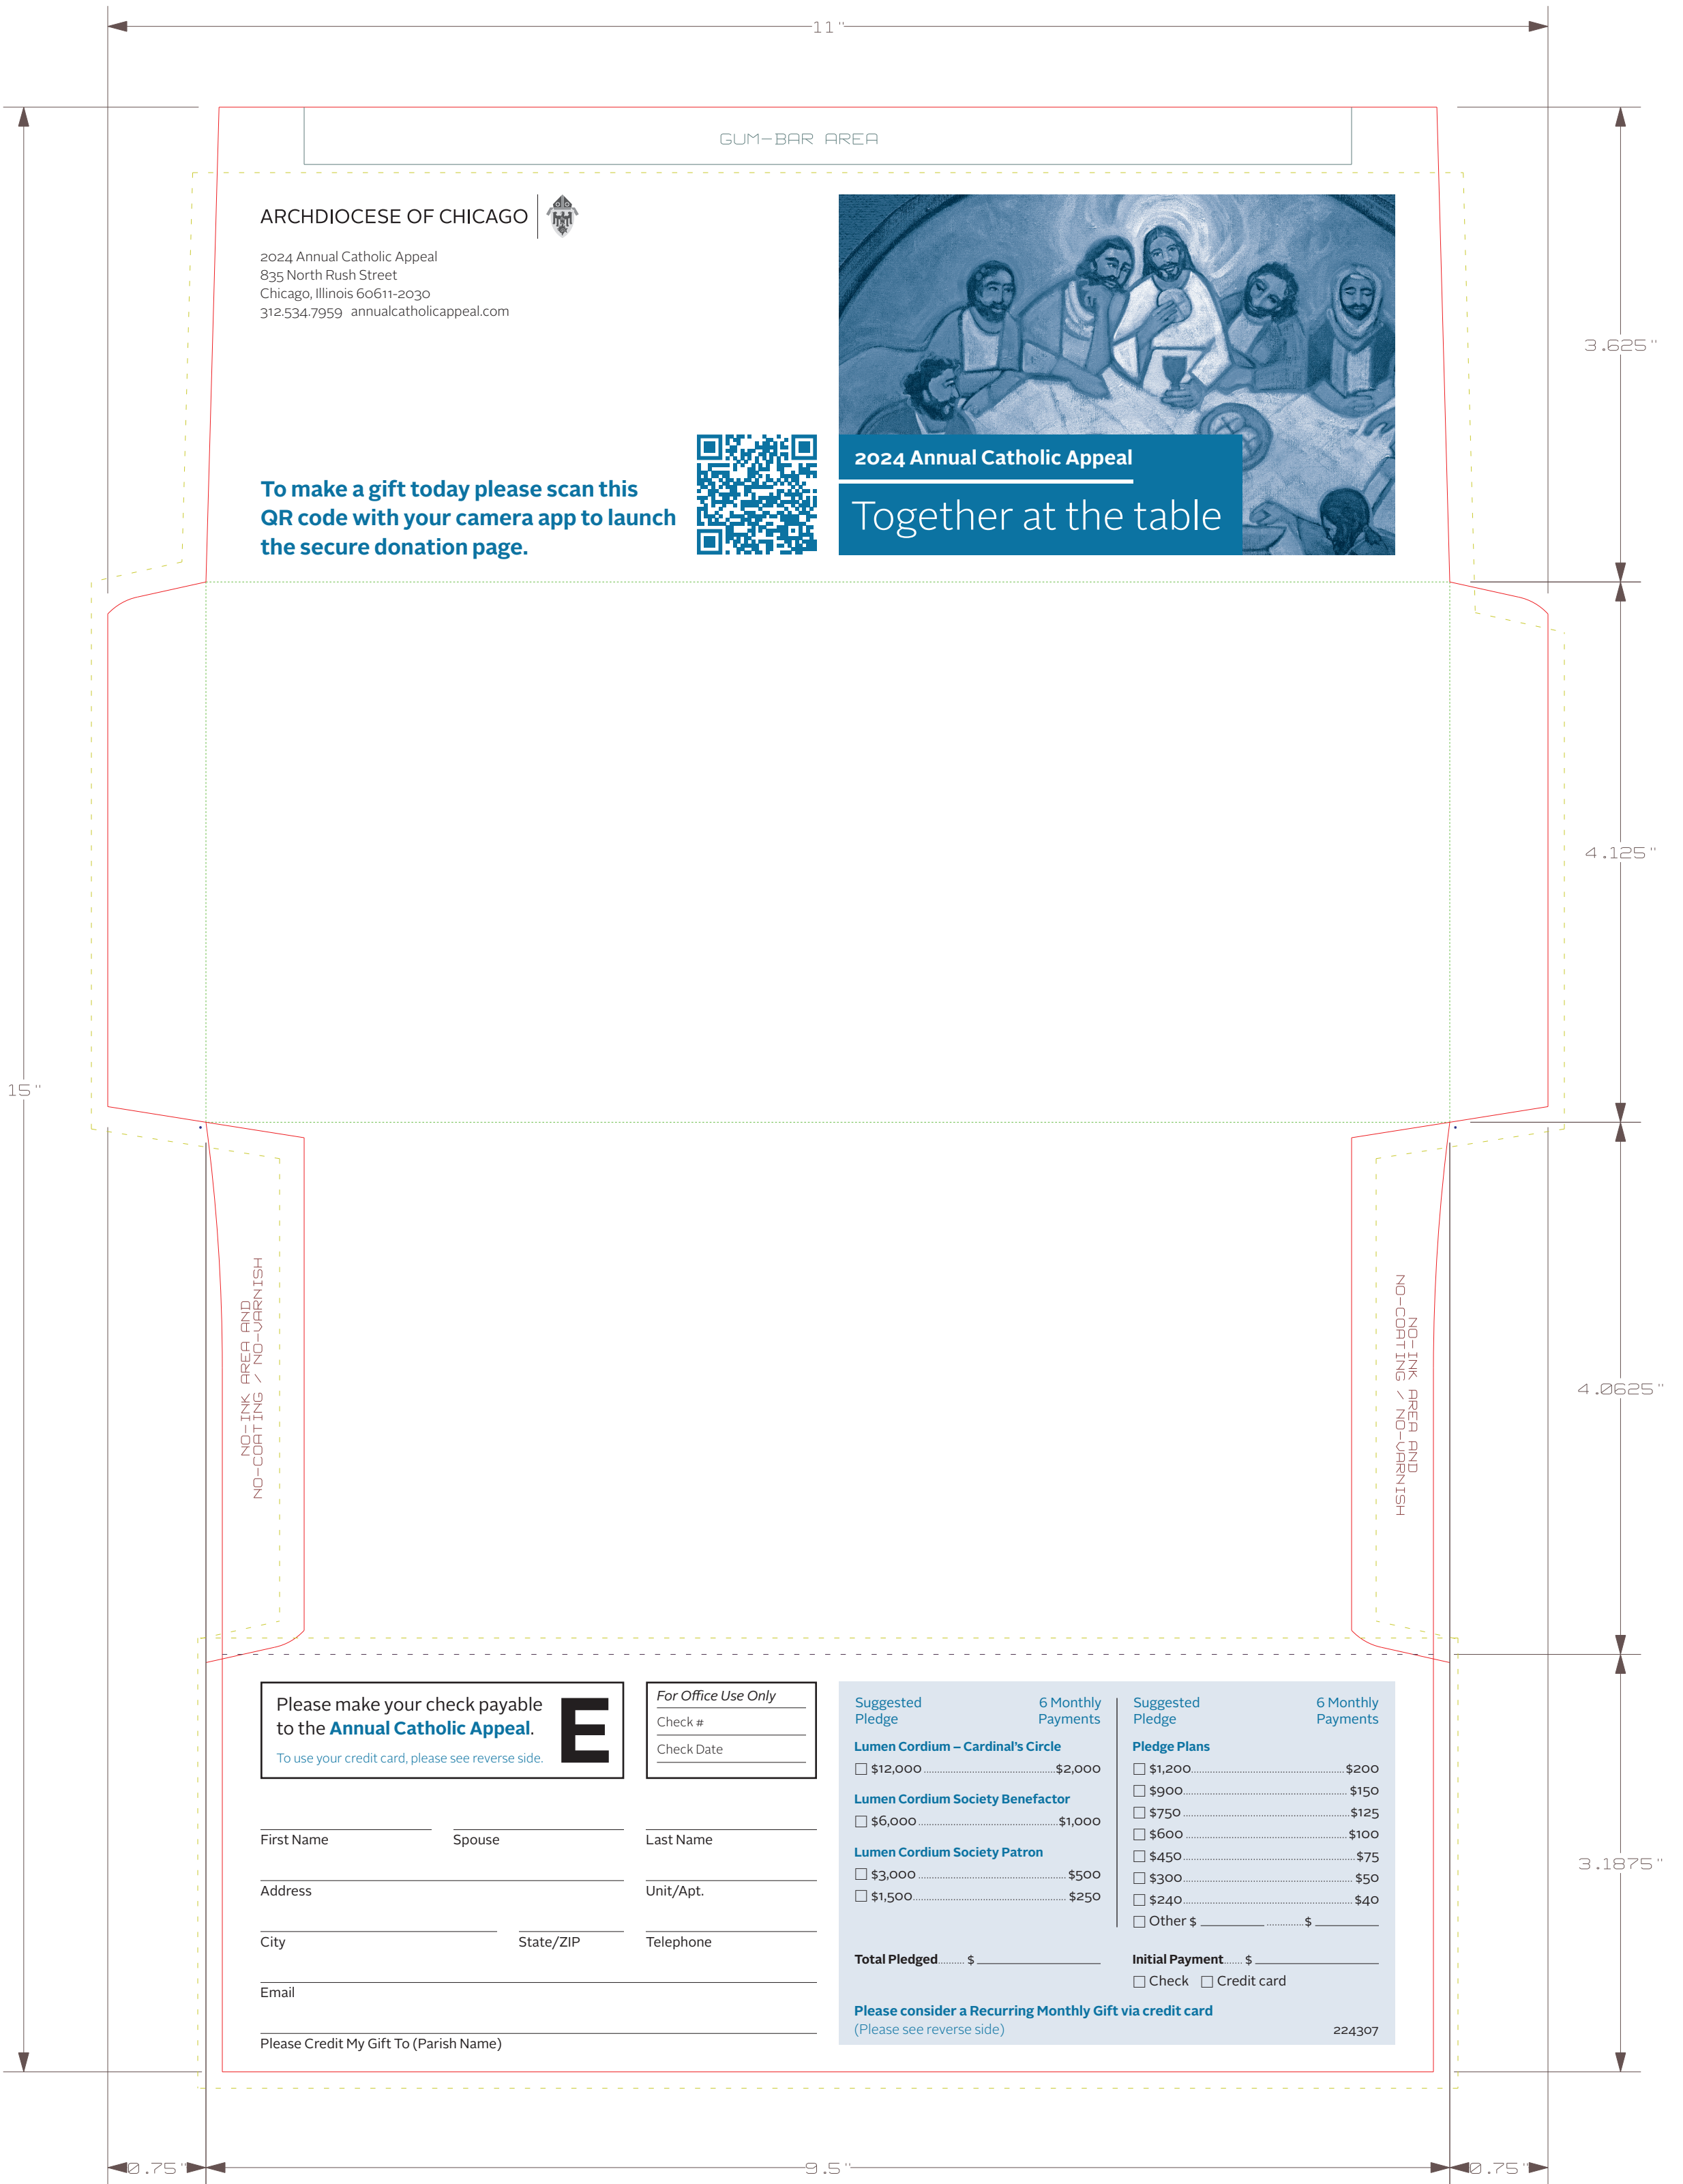 11"
GUM-BAR AREA
ARCHDIOCESE OF CHICAGO
2024 Annual Catholic Appeal
835 North Rush Street
Chicago, Illinois 60611-2030
312.534.7959 annualcatholicappeal.com
3.625"
To make a gift today please scan this
QR code with your camera app to launch
the secure donation page.
2024 Annual Catholic Appeal
Together at the table
4.125"
15"
NO-INK AREA AND
NO-COATING / NO-VARNISH
NO-INK AREA AND
NO-COATING / NO-VARNISH
4.0625"
Please make your check payable
to the Annual Catholic Appeal.
To use your credit card, please see reverse side.
E
For Office Use Only
Check #
Check Date
First Name Spouse Last Name
Address Unit/Apt.
City State/ZIP Telephone
Email
Please Credit My Gift To (Parish Name)
Suggested 6 Monthly
Pledge Payments
Lumen Cordium – Cardinal's Circle
$12,000 $2,000
Lumen Cordium Society Benefactor
$6,000 $1,000
Lumen Cordium Society Patron
$3,000 $500
$1,500 $250
Suggested 6 Monthly
Pledge Payments
Pledge Plans
$1,200 $200
$900 $150
$750 $125
$600 $100
$450 $75
$300 $50
$240 $40
Other $ $
Total Pledged $
Initial Payment $
Check Credit card
Please consider a Recurring Monthly Gift via credit card
(Please see reverse side) 224307
3.1875"
0.75" 9.5" 0.75"